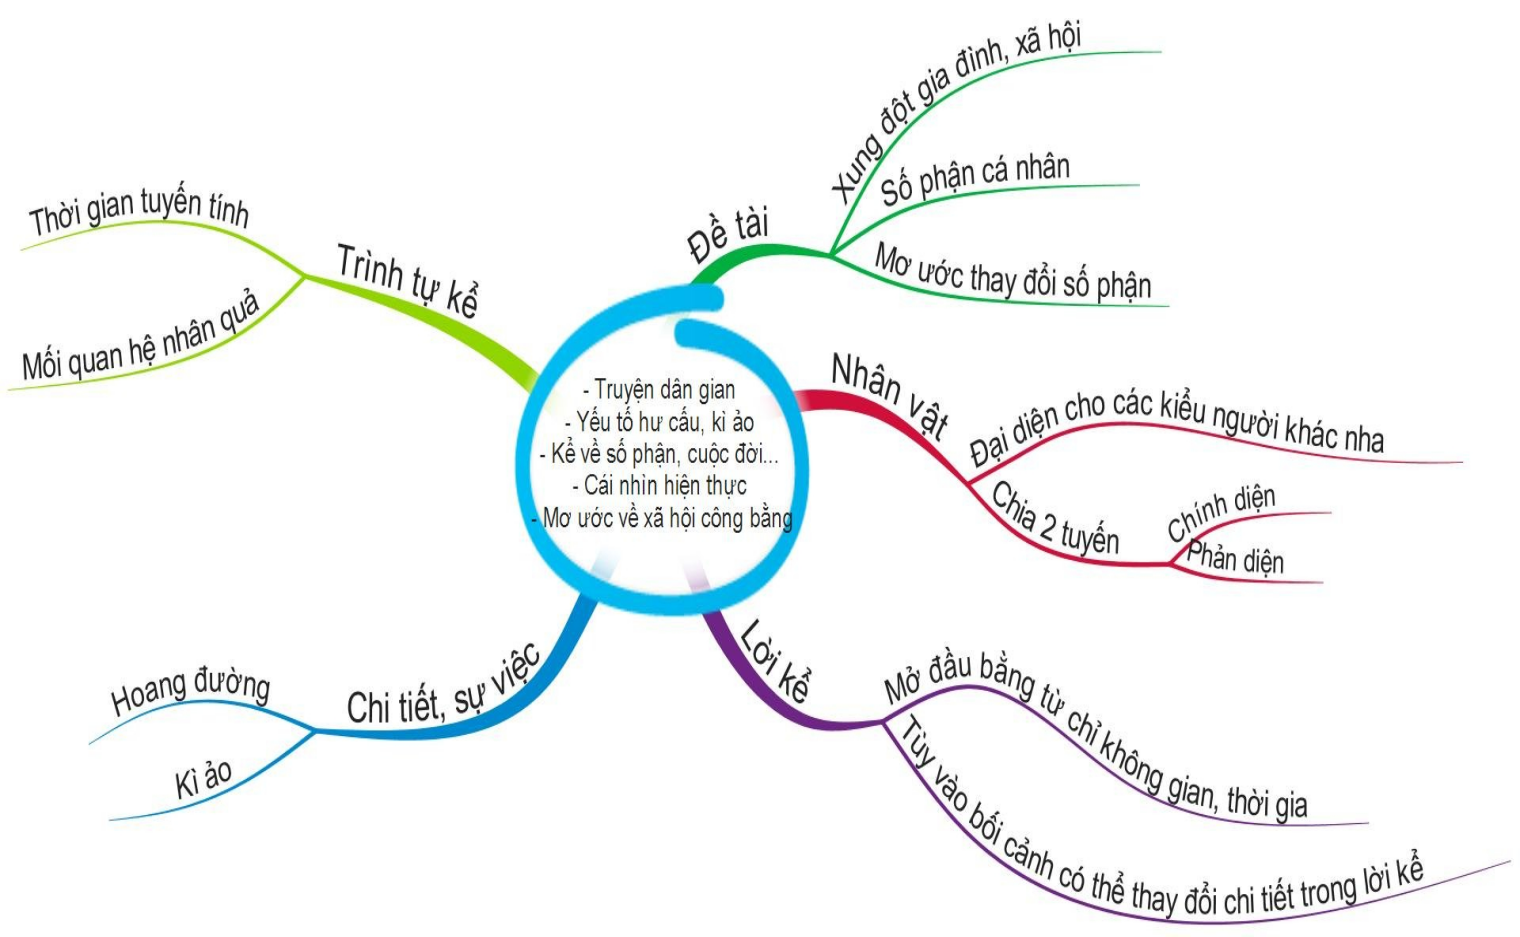 - Truyện dân gian
- Yếu tố hư cấu, kì ảo
- Kể về số phận, cuộc đời...
- Cái nhìn hiện thực
- Mơ ước về xã hội công bằng
Đề tài
Xung đột gia đình, xã hội
Số phận cá nhân
Mơ ước thay đổi số phận
Nhân vật
Đại diện cho các kiểu người khác nha
Chia 2 tuyến
Chính diện
Phản diện
Lời kể
Mở đầu bằng từ chỉ không gian, thời gia
Tùy vào bối cảnh có thể thay đổi chi tiết trong lời kể
Chi tiết, sự việc
Hoang đường
Kì ảo
Trình tự kể
Thời gian tuyến tính
Mối quan hệ nhân quả